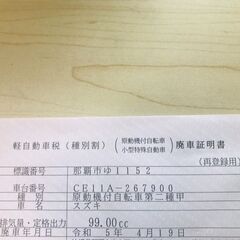 軽自動車税（種別割）（原動機付自転車 小型特殊自動車）廃車証明書
（再登録用）
標識番号 那覇市ゆ1152
車台番号 CE11A-267900
種別 原動機付自転車第二種甲
車名 スズキ
排気量・定格出力 99.00cc
廃車年月日 令和 5年 4月19日